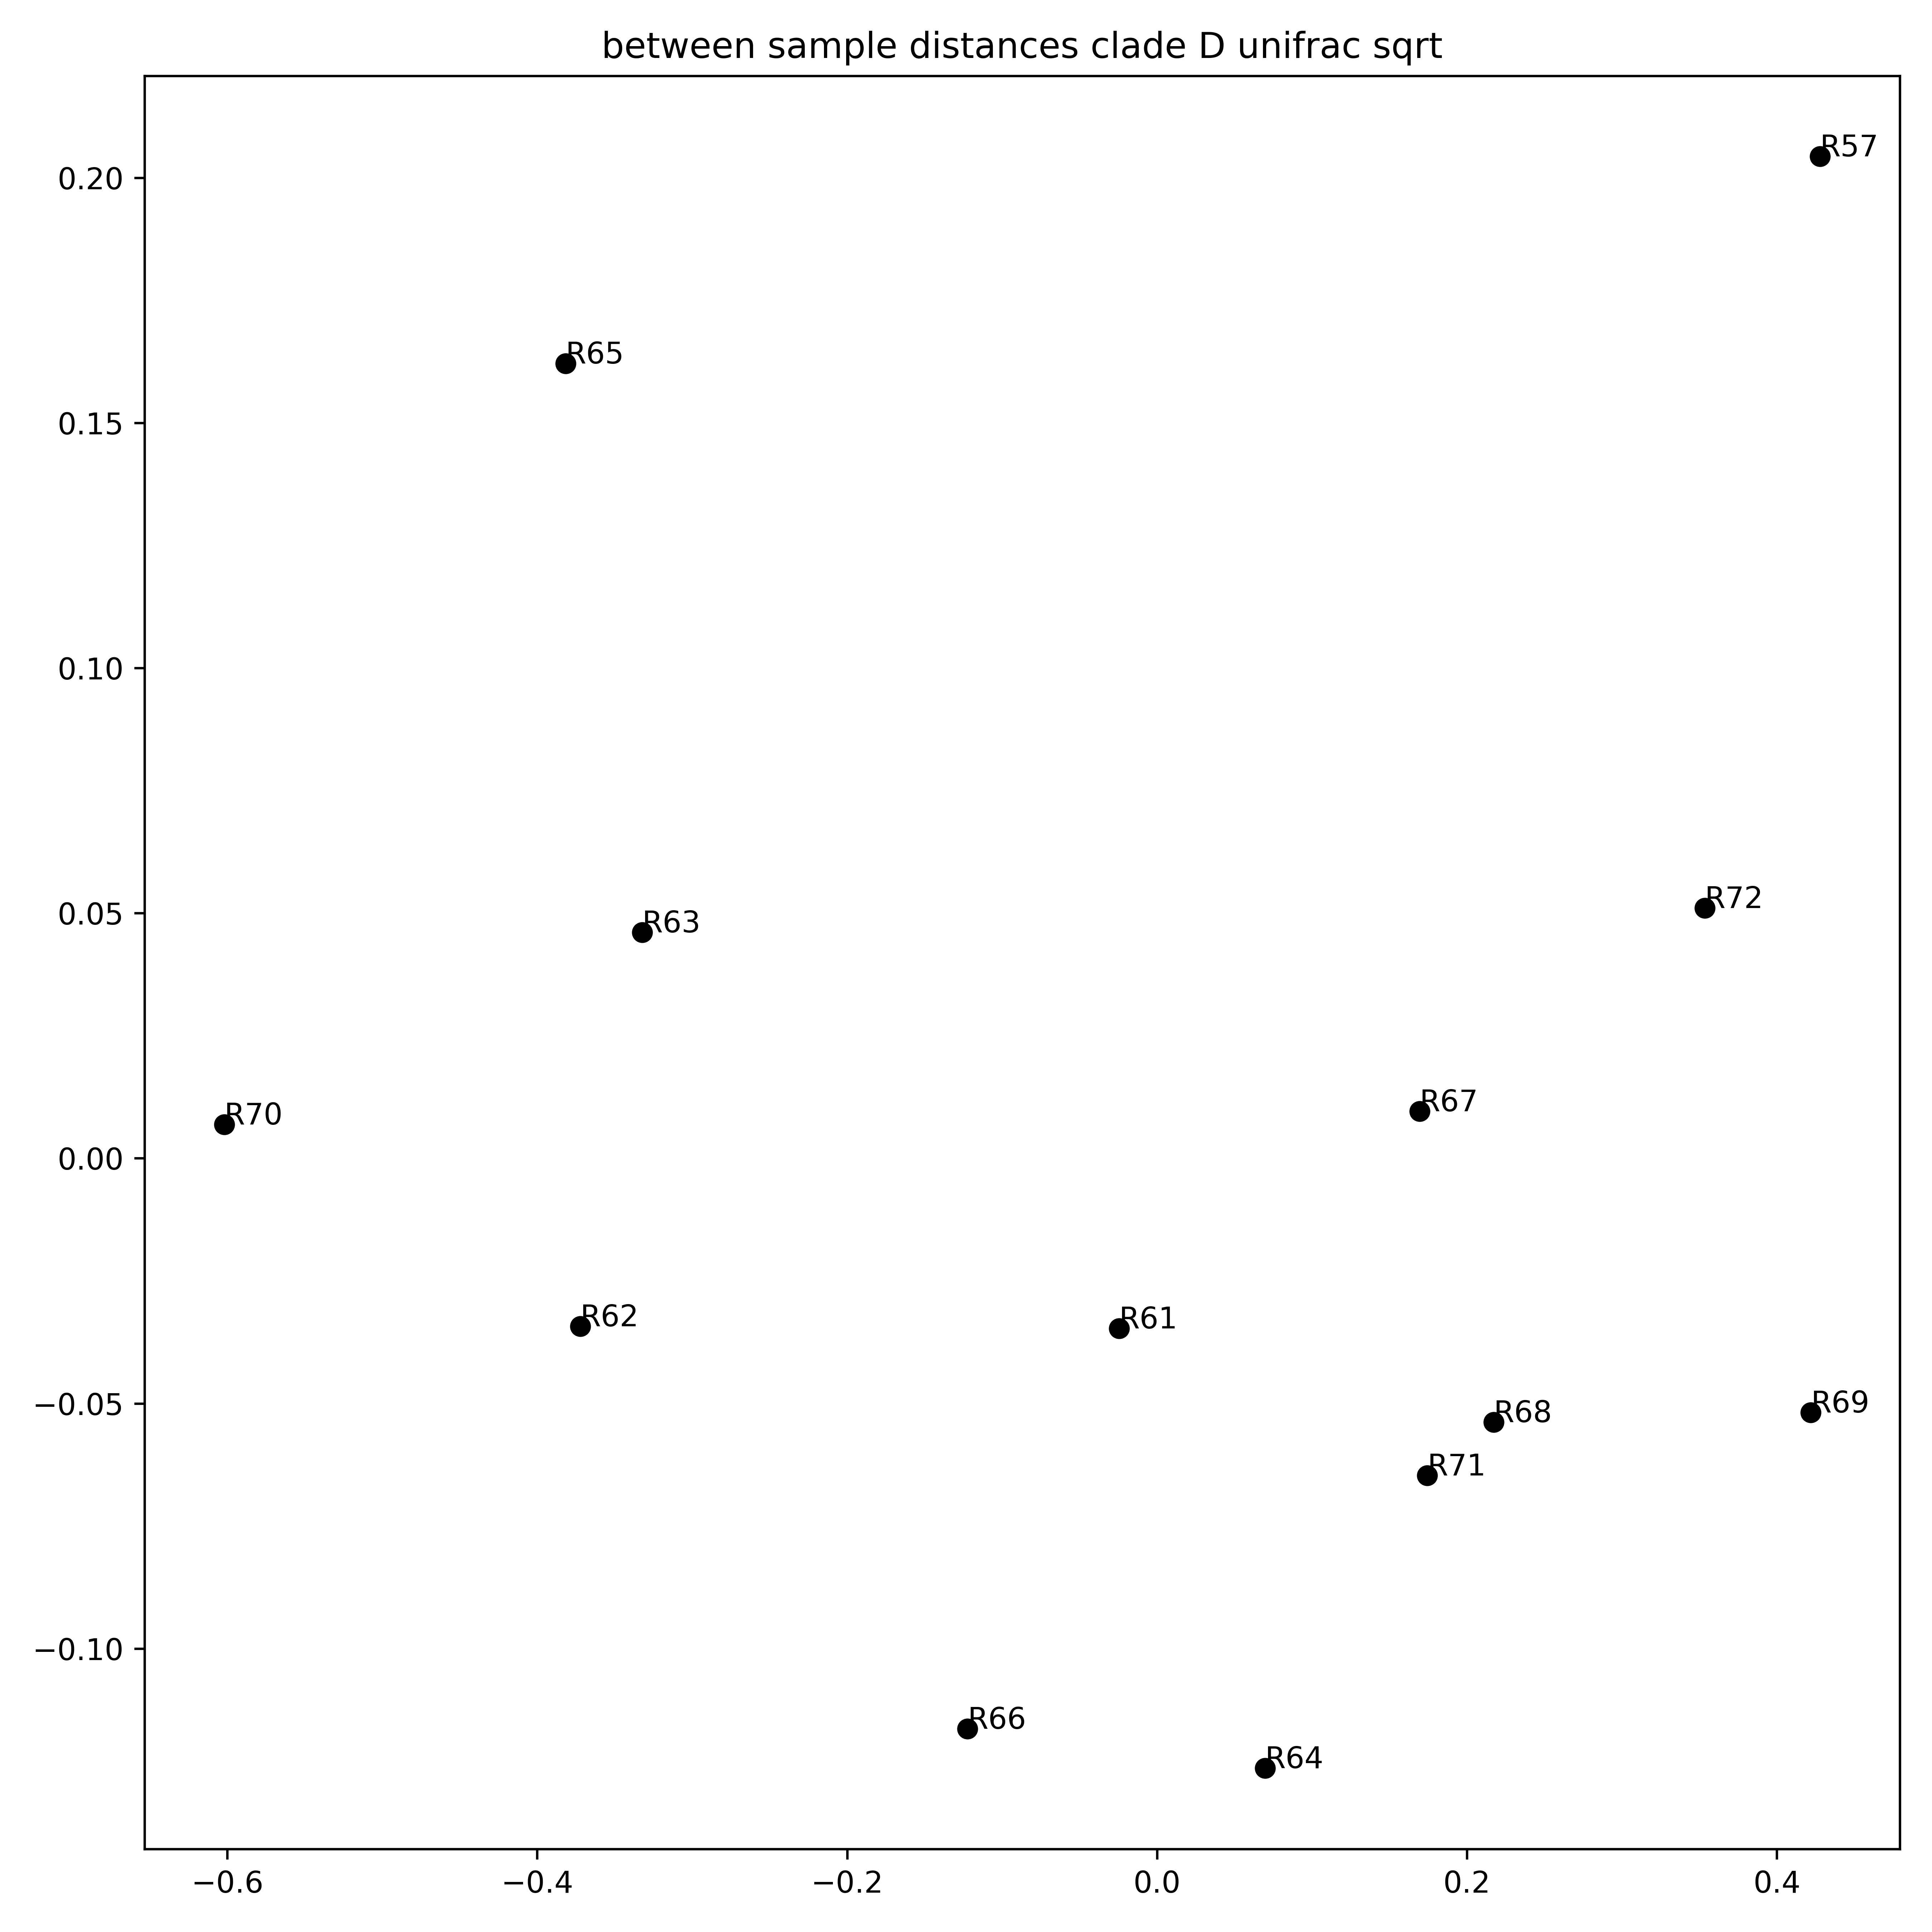 between sample distances clade D unifrac sqrt
R57
0.20
R65
0.15
0.10
R72
0.05
R63
R67
R70
0.00
R62
R61
R69
−0.05
R68
R71
−0.10
R66
R64
−0.6 −0.4 −0.2 0.0 0.2 0.4